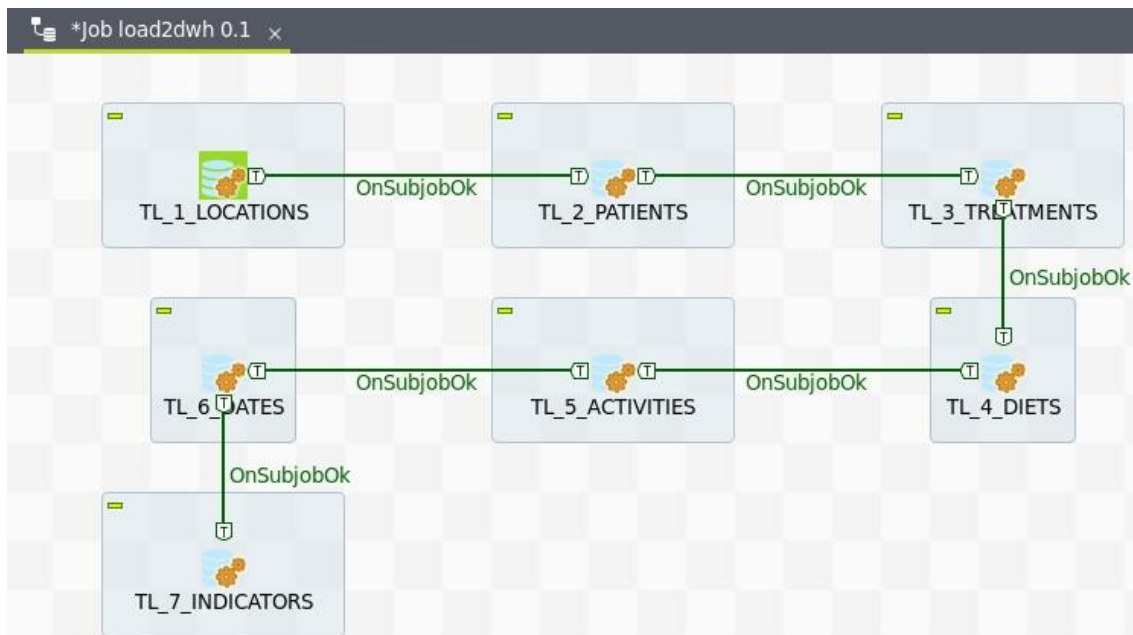 *Job load2dwh 0.1
T OnSubjobOk T T OnSubjobOk T
TL_1_LOCATIONS TL_2_PATIENTS TL_3_TREATMENTS
T
OnSubjobOk
T
T OnSubjobOk T T OnSubjobOk T
TL_6_DATES TL_5_ACTIVITIES TL_4_DIETS
T
OnSubjobOk
T
TL_7_INDICATORS